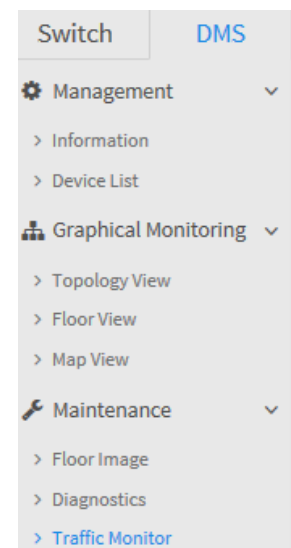 Switch DMS
Management
Information
Device List
Graphical Monitoring
Topology View
Floor View
Map View
Maintenance
Floor Image
Diagnostics
Traffic Monitor